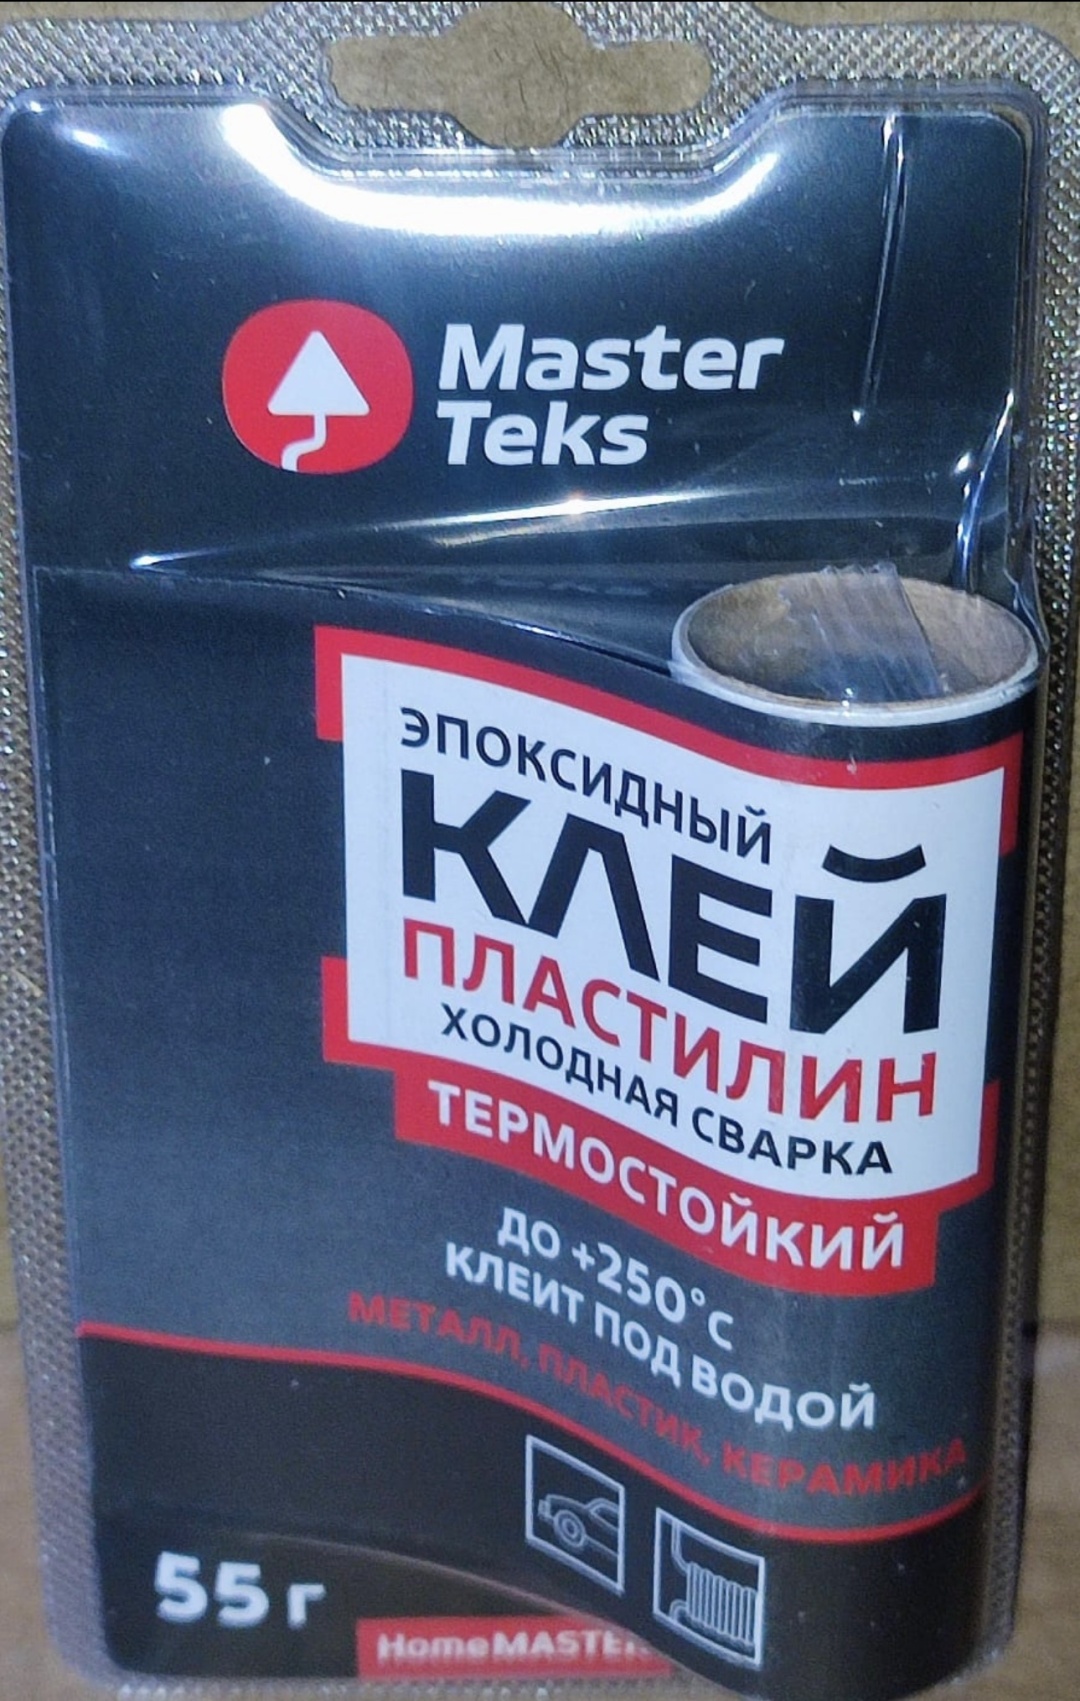 Master
Teks
ЭПОКСИДНЫЙ
КЛЕЙ
ПЛАСТИЛИН
ХОЛОДНАЯ СВАРКА
ТЕРМОСТОЙКИЙ
ДО +250°С
КЛЕИТ ПОД ВОДОЙ
МЕТАЛЛ, ПЛАСТИК, КЕРАМИКА
55 г
HomeMASTER